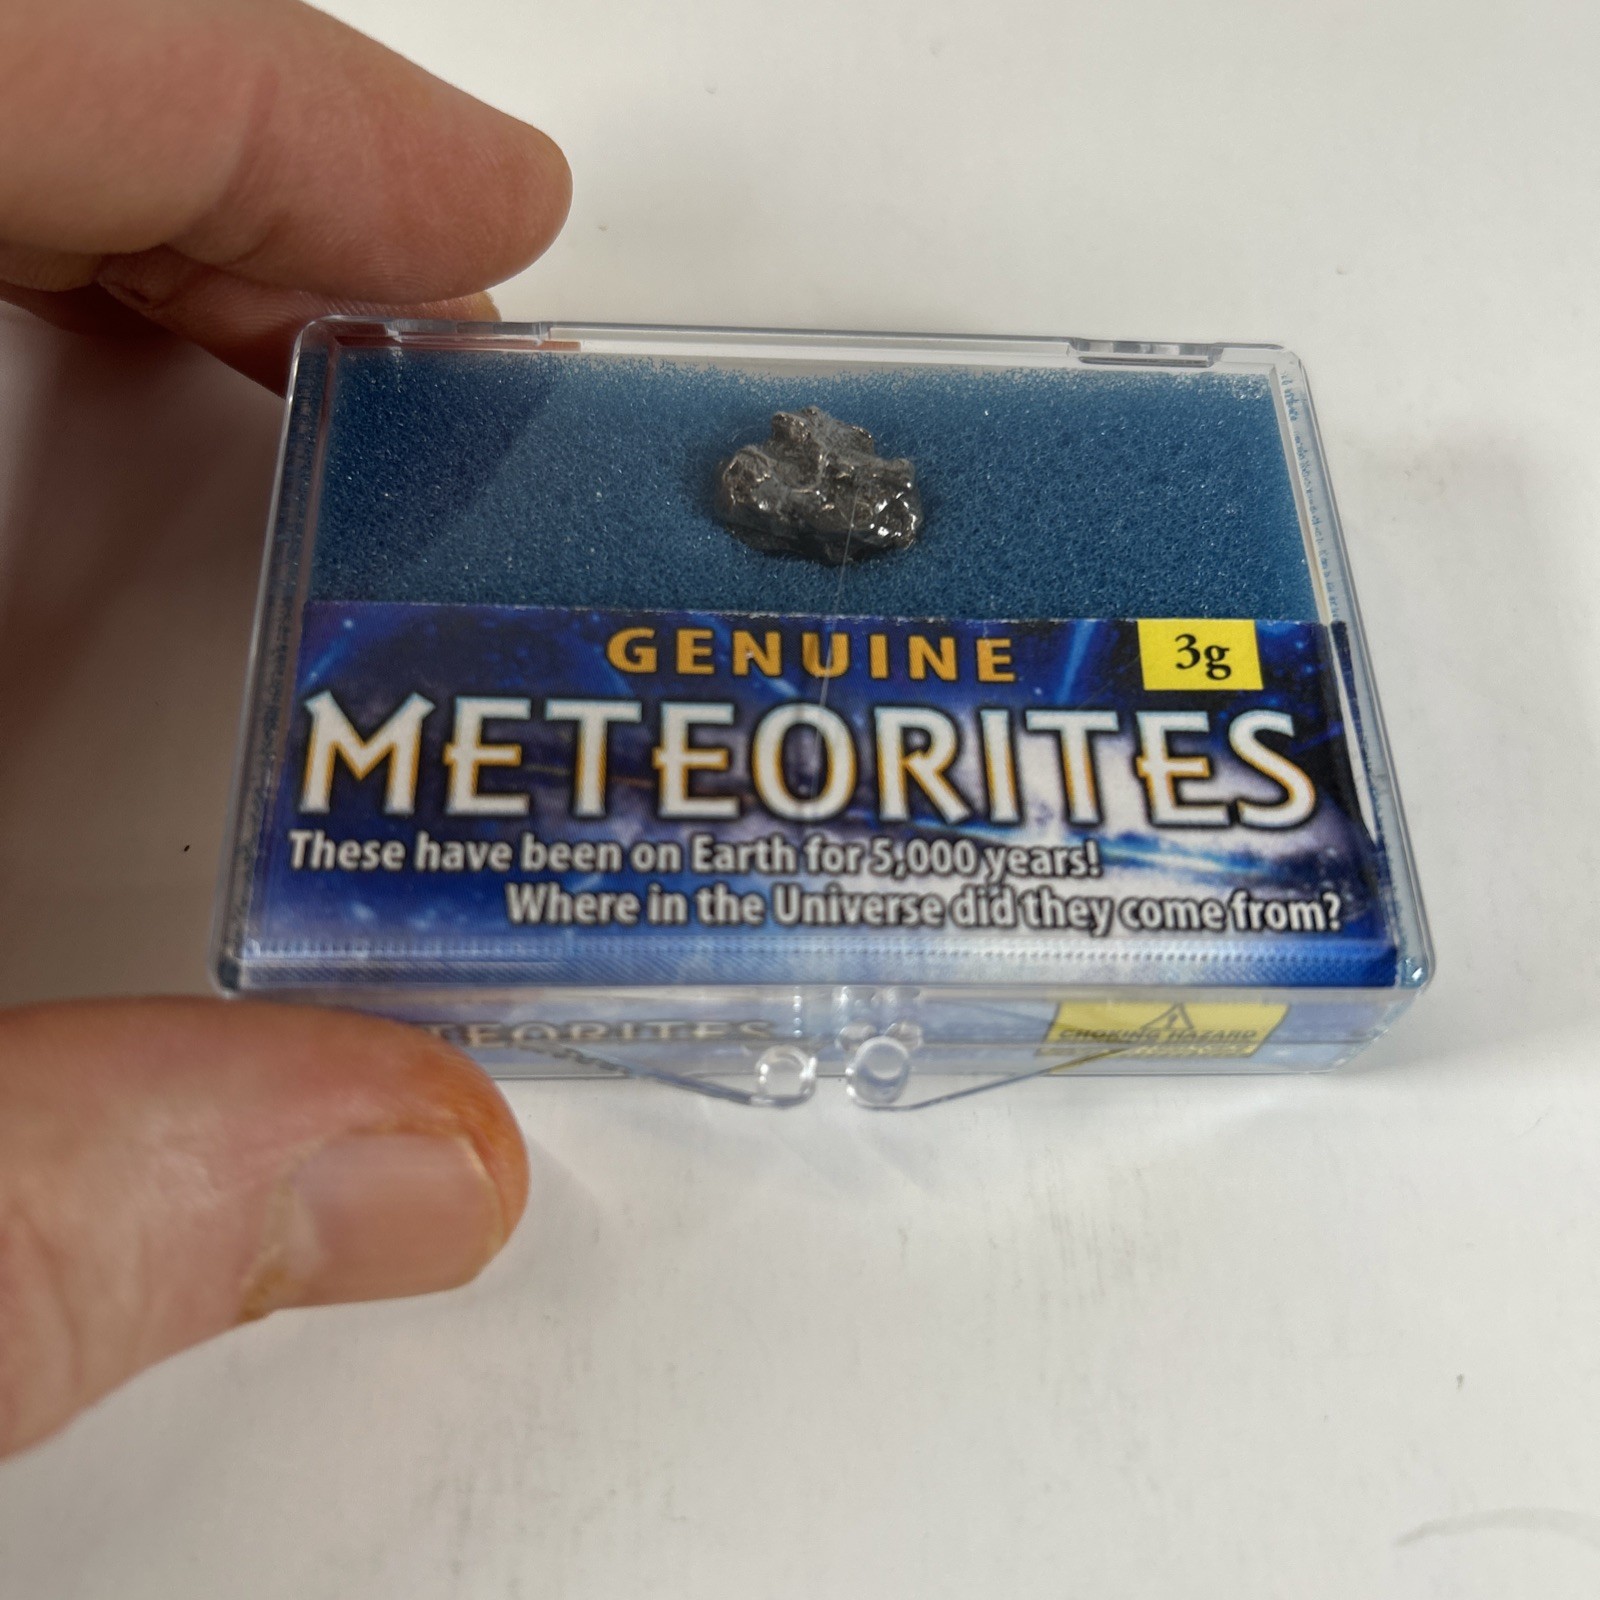 GENUINE
3g
METEORITES
These have been on Earth for 5,000 years!
Where in the Universe did they come from?
CHOKING HAZARD